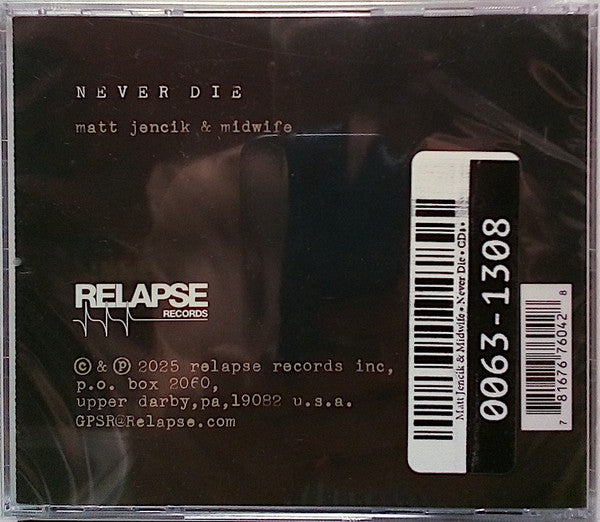 NEVER DIE
matt jencik & midwife
RELAPSE
RECORDS
© & ℗ 2025 relapse records inc,
p.o. box 2060,
upper darby,pa,19082 u.s.a.
GPSR@Relapse.com
Matt Jencik & Midwife • Never Die • CD
0063-1308
7 81676 76042 8